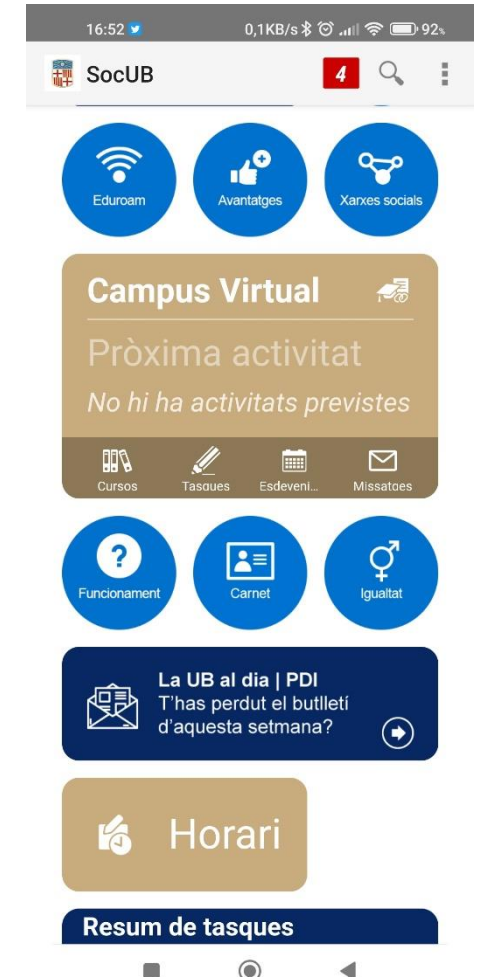 16:52 0,1KB/s 92%
SocUB 4
Eduroam Avantatges Xarxes socials
Campus Virtual
Pròxima activitat
No hi ha activitats previstes
Cursos Tasques Esdeveni... Missatges
?
Funcionament Carnet Igualtat
La UB al dia | PDI
T'has perdut el butlletí
d'aquesta setmana?
Horari
Resum de tasques